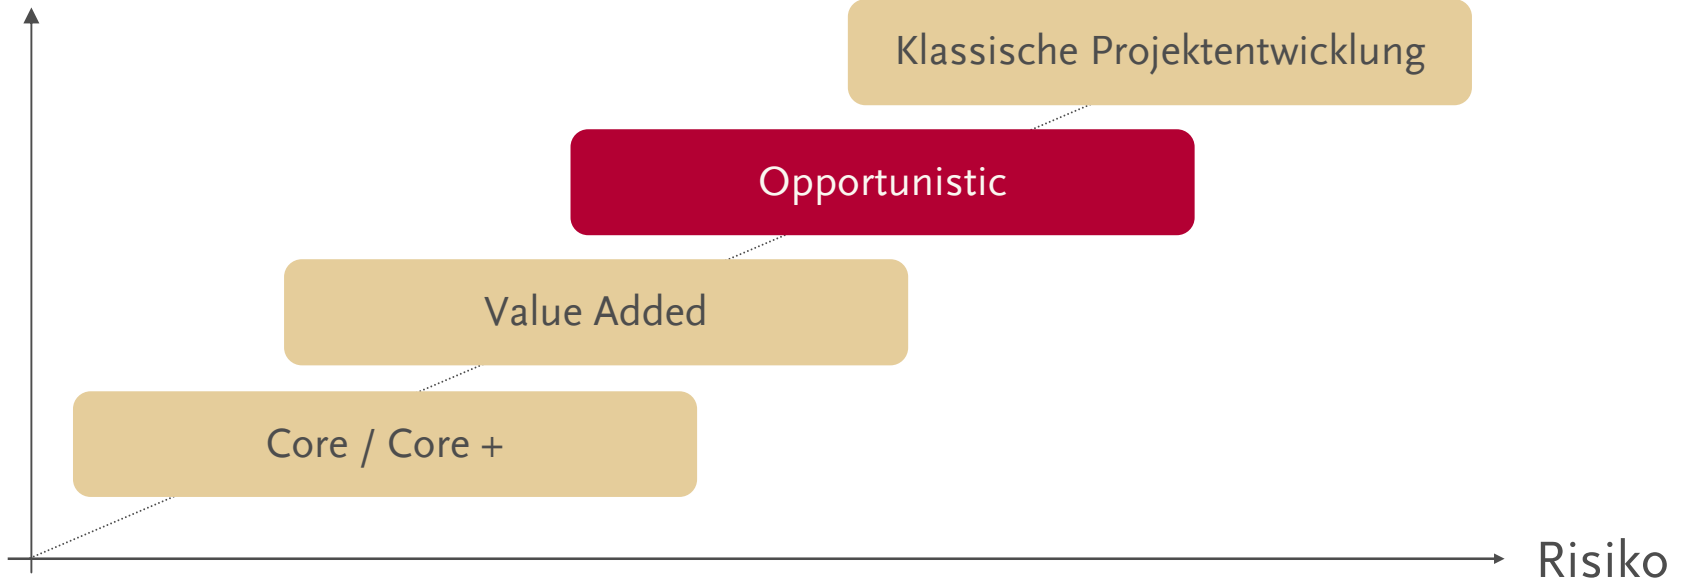 Klassische Projektentwicklung
Opportunistic
Value Added
Core / Core +
Risiko